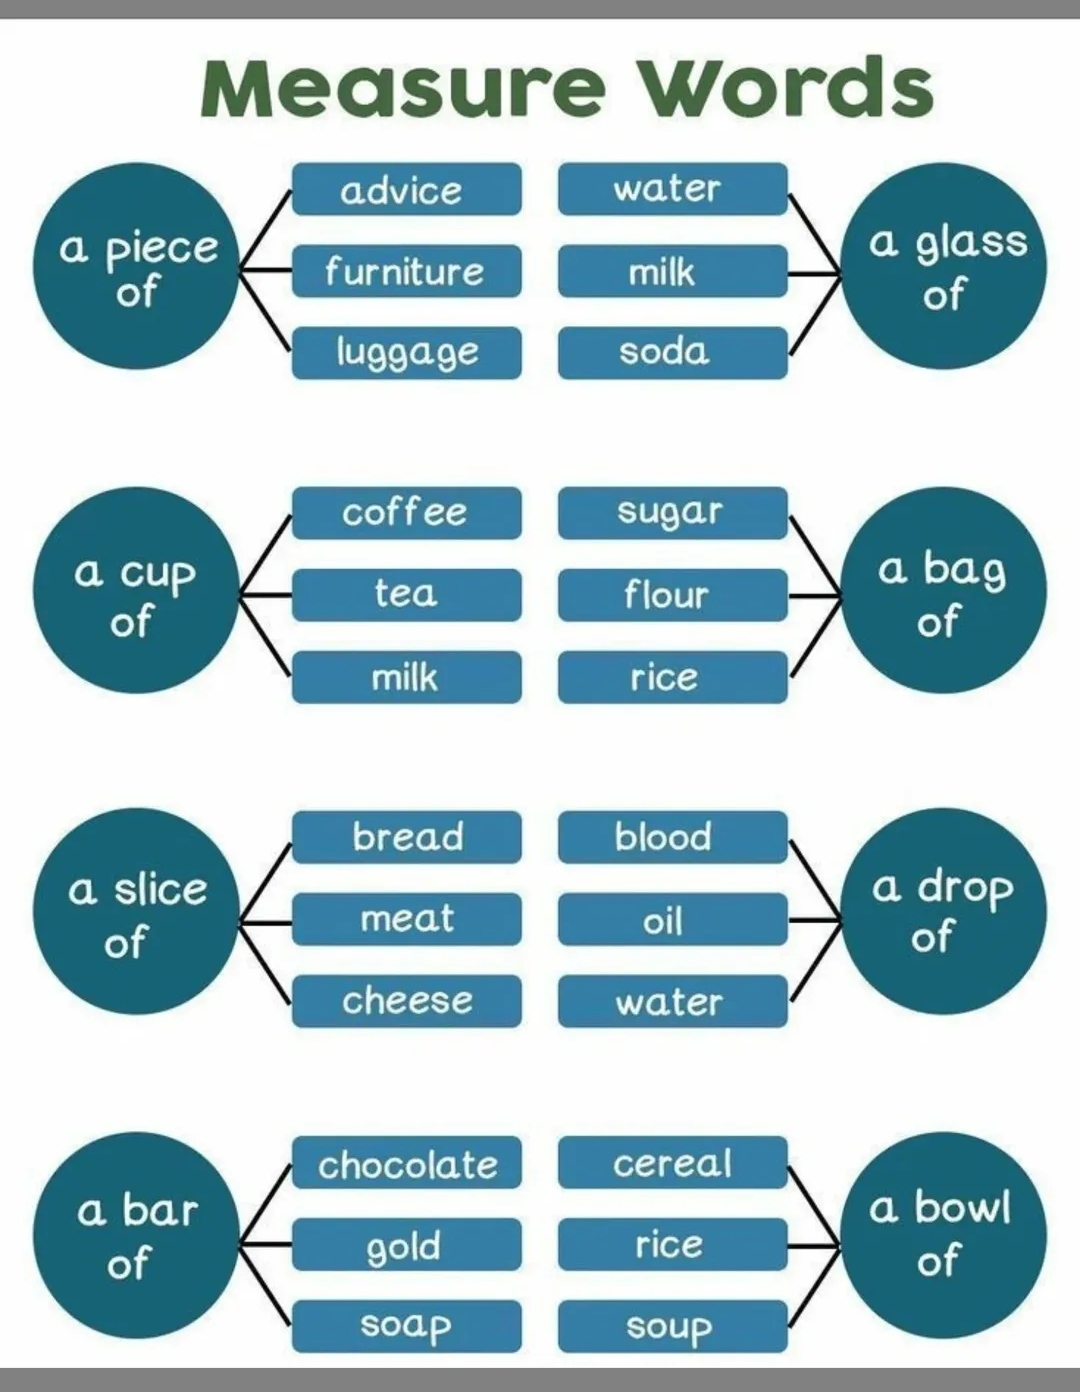 Measure Words
a piece
of
advice
furniture
luggage
water
milk
soda
a glass
of
a cup
of
coffee
tea
milk
sugar
flour
rice
a bag
of
a slice
of
bread
meat
cheese
blood
oil
water
a drop
of
a bar
of
chocolate
gold
soap
cereal
rice
soup
a bowl
of